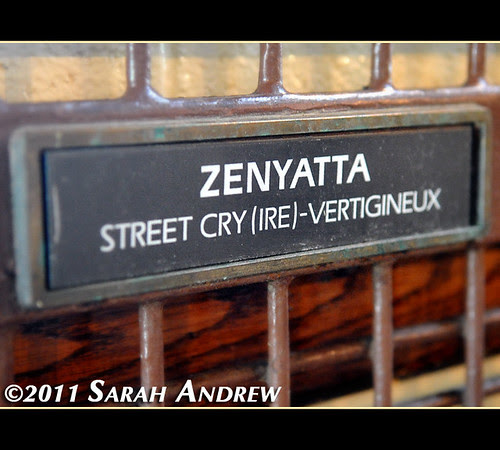 ZENYATTA
STREET CRY (IRE)-VERTIGINEUX
©2011 SARAH ANDREW